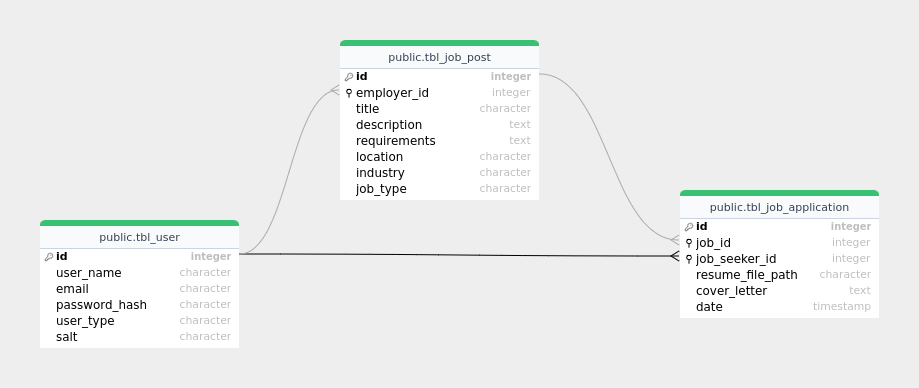 public.tbl_job_post
id integer
employer_id integer
title character
description text
requirements text
location character
industry character
job_type character
public.tbl_job_application
id integer
job_id integer
job_seeker_id integer
resume_file_path character
cover_letter text
date timestamp
public.tbl_user
id integer
user_name character
email character
password_hash character
user_type character
salt character